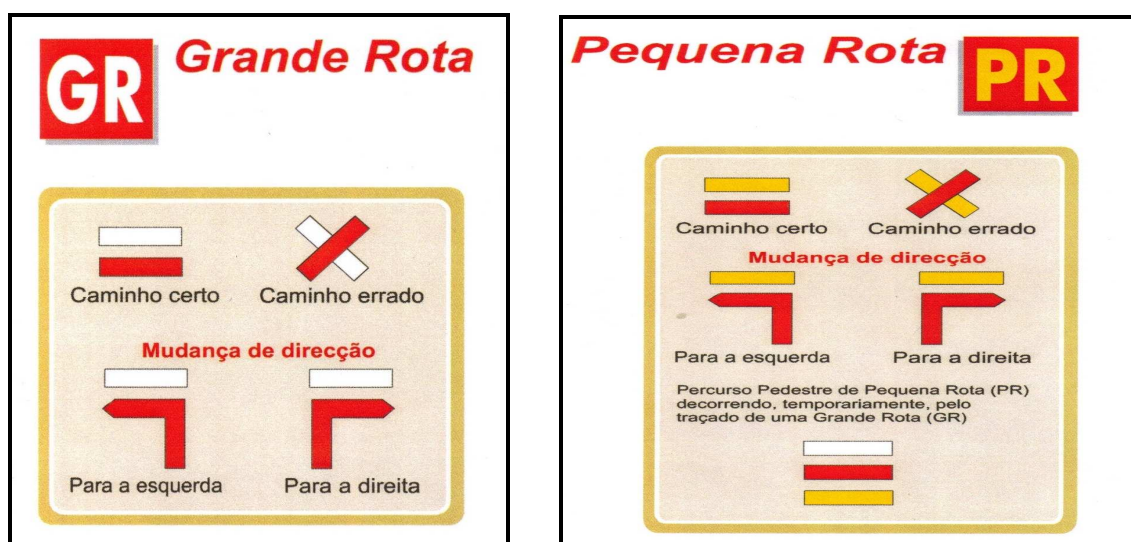 GR Grande Rota
Caminho certo Caminho errado
Mudança de direcção
Para a esquerda Para a direita
Pequena Rota PR
Caminho certo Caminho errado
Mudança de direcção
Para a esquerda Para a direita
Percurso Pedestre de Pequena Rota (PR)
decorrendo, temporariamente, pelo
traçado de uma Grande Rota (GR)